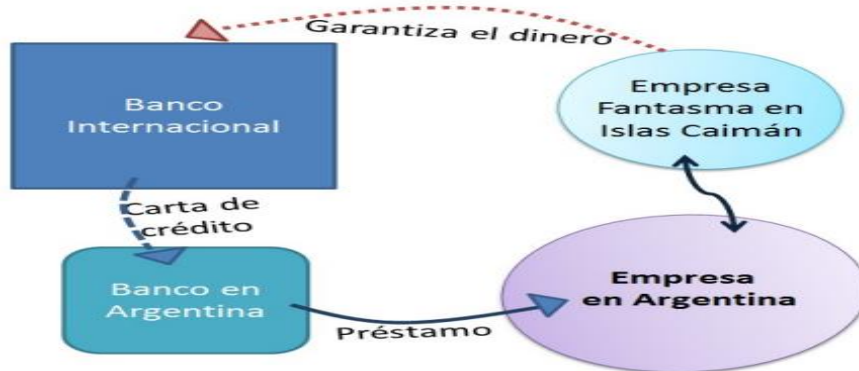 Garantiza el dinero
Banco
Internacional
Empresa
Fantasma en
Islas Caimán
Carta de
crédito
Banco en
Argentina
Préstamo
Empresa
en Argentina